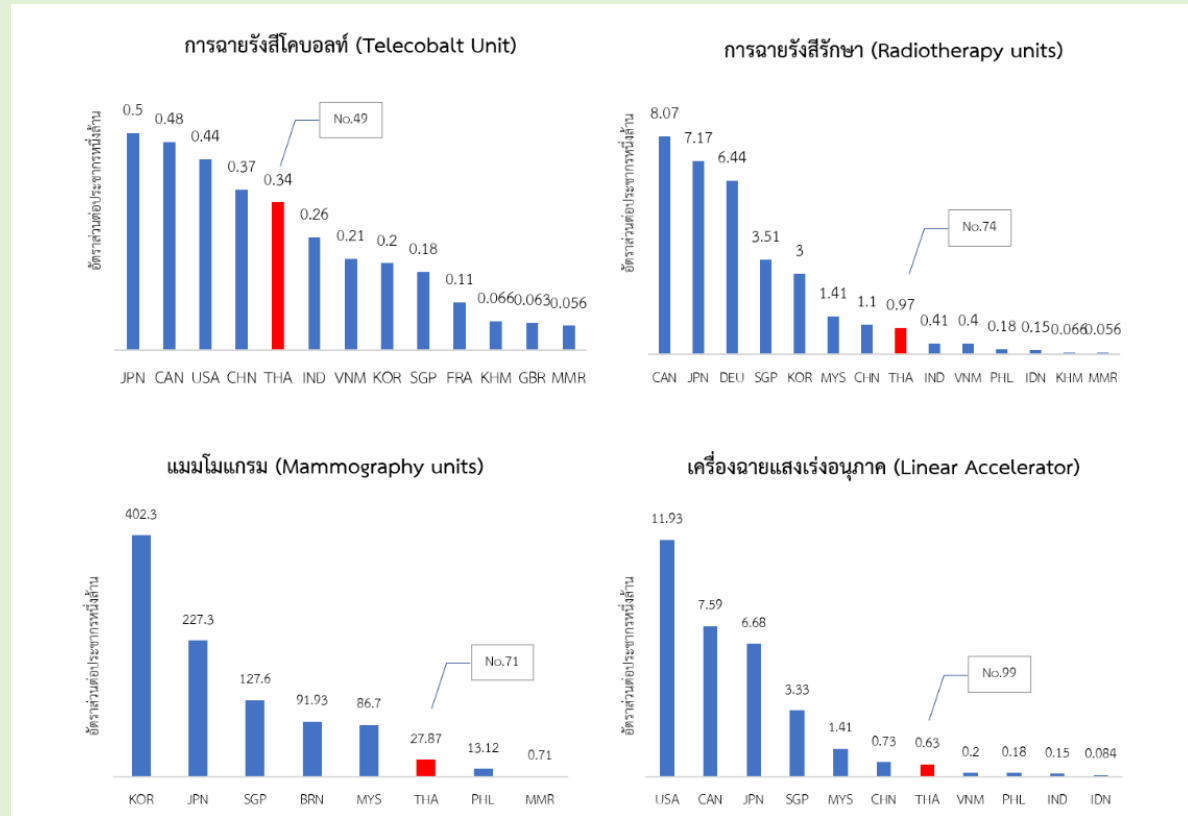 การฉายรังสีโคบอลท์ (Telecobalt Unit)
อัตราส่วนต่อประชากรหนึ่งล้าน
0.5 0.48 0.44 0.37 0.34 0.26 0.21 0.2 0.18 0.11 0.066 0.063 0.056
No.49
JPN CAN USA CHN THA IND VNM KOR SGP FRA KHM GBR MMR
การฉายรังสีรักษา (Radiotherapy units)
อัตราส่วนต่อประชากรหนึ่งล้าน
8.07 7.17 6.44 3.51 3 1.41 1.1 0.97 0.41 0.4 0.18 0.15 0.066 0.056
No.74
CAN JPN DEU SGP KOR MYS CHN THA IND VNM PHL IDN KHM MMR
แมมโมแกรม (Mammography units)
อัตราส่วนต่อประชากรหนึ่งล้าน
402.3 227.3 127.6 91.93 86.7 27.87 13.12 0.71
No.71
KOR JPN SGP BRN MYS THA PHL MMR
เครื่องฉายแสงเร่งอนุภาค (Linear Accelerator)
อัตราส่วนต่อประชากรหนึ่งล้าน
11.93 7.59 6.68 3.33 1.41 0.73 0.63 0.2 0.18 0.15 0.084
No.99
USA CAN JPN SGP MYS CHN THA VNM PHL IND IDN